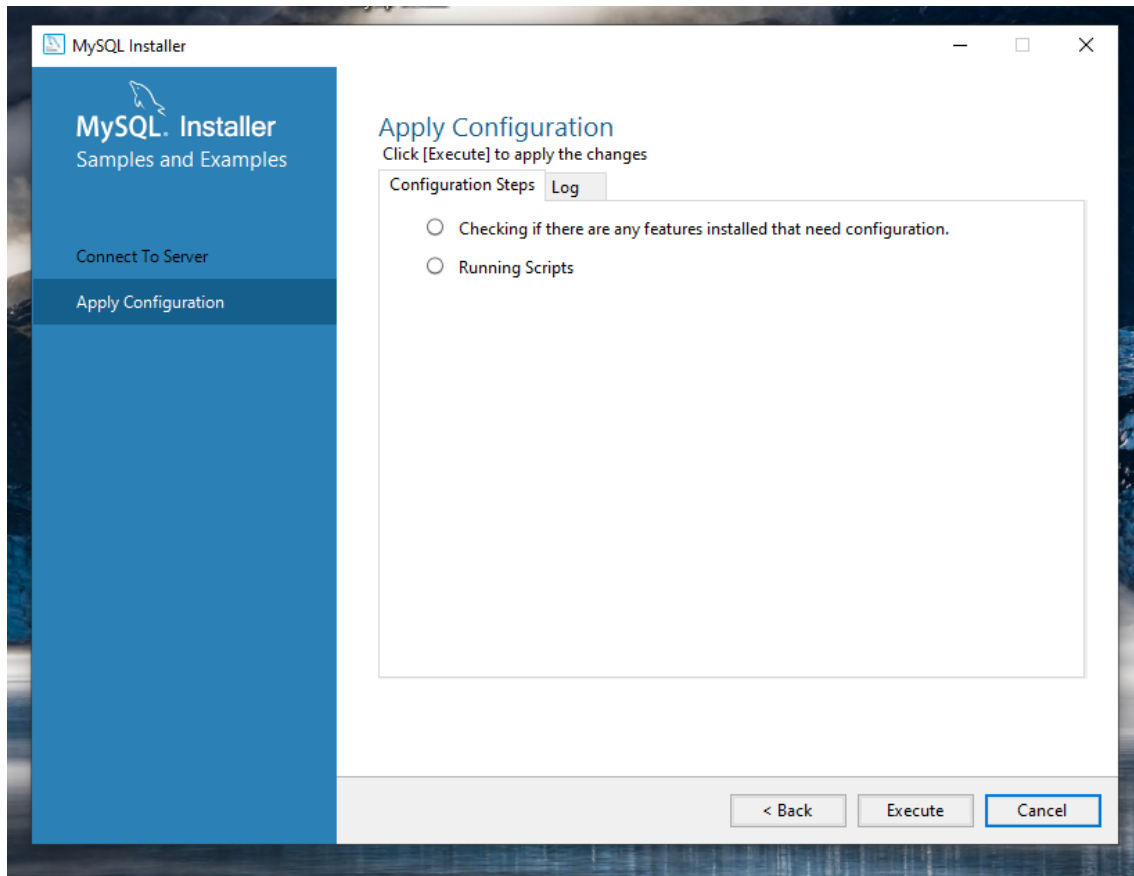 MySQL Installer
MySQL. Installer
Samples and Examples
Connect To Server
Apply Configuration
Apply Configuration
Click [Execute] to apply the changes
Configuration Steps
Log
Checking if there are any features installed that need configuration.
Running Scripts
< Back
Execute
Cancel